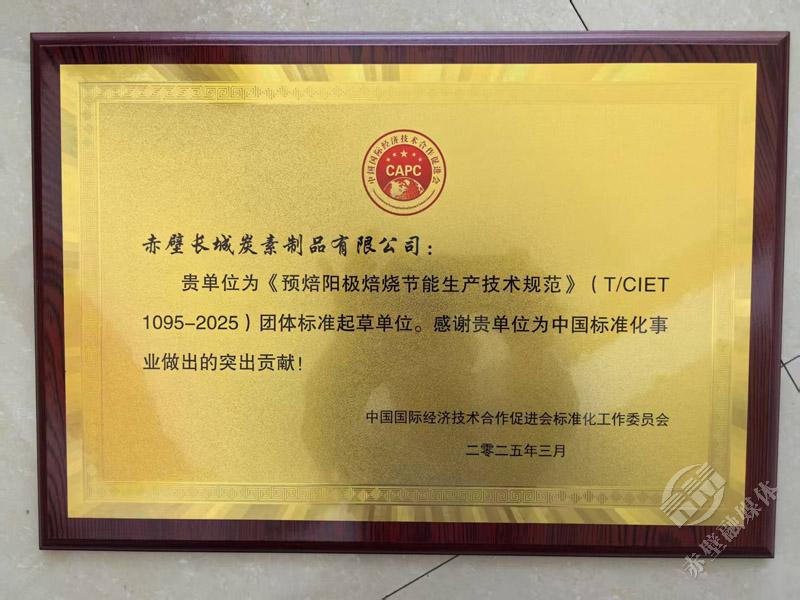 中国国际经济技术合作促进会
CAPC
赤壁长城炭素制品有限公司：
贵单位为《预焙阳极焙烧节能生产技术规范》（T/CIET
1095-2025）团体标准起草单位。感谢贵单位为中国标准化事
业做出的突出贡献！
中国国际经济技术合作促进会标准化工作委员会
二零二五年三月
赤壁融媒体